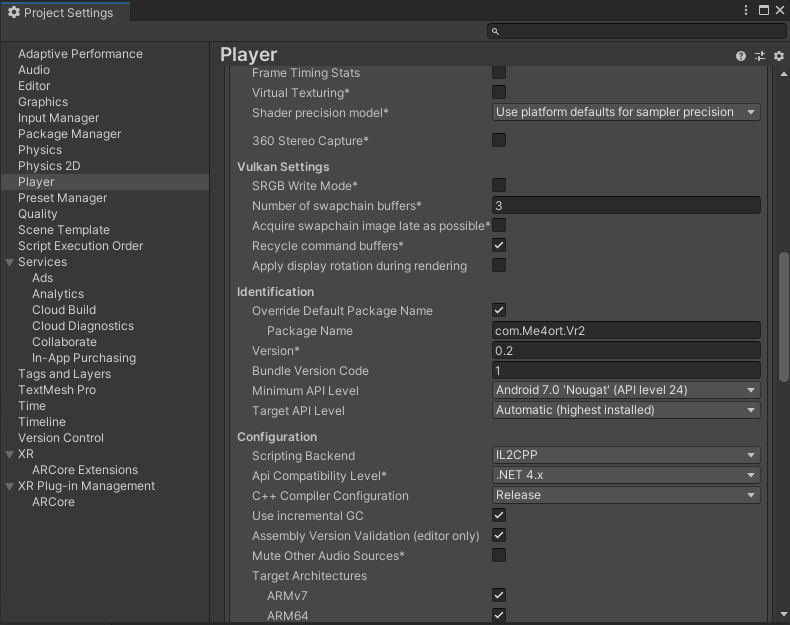 Project Settings
Adaptive Performance
Audio
Editor
Graphics
Input Manager
Package Manager
Physics
Physics 2D
Player
Preset Manager
Quality
Scene Template
Script Execution Order
Services
Ads
Analytics
Cloud Build
Cloud Diagnostics
Collaborate
In-App Purchasing
Tags and Layers
TextMesh Pro
Time
Timeline
Version Control
XR
ARCore Extensions
XR Plug-in Management
ARCore
Player
Frame Timing Stats
Virtual Texturing*
Shader precision model* Use platform defaults for sampler precision
360 Stereo Capture*
Vulkan Settings
SRGB Write Mode*
Number of swapchain buffers* 3
Acquire swapchain image late as possible*
Recycle command buffers*
Apply display rotation during rendering
Identification
Override Default Package Name
Package Name com.Me4ort.Vr2
Version* 0.2
Bundle Version Code 1
Minimum API Level Android 7.0 'Nougat' (API level 24)
Target API Level Automatic (highest installed)
Configuration
Scripting Backend IL2CPP
Api Compatibility Level* .NET 4.x
C++ Compiler Configuration Release
Use incremental GC
Assembly Version Validation (editor only)
Mute Other Audio Sources*
Target Architectures
ARMv7
ARM64